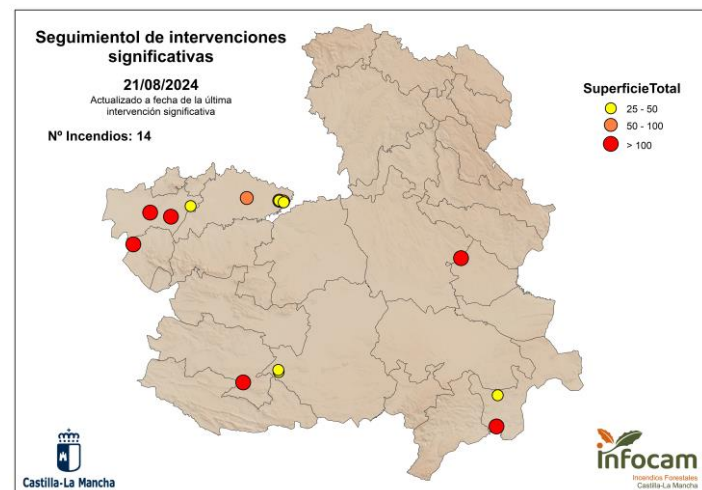 Seguimientol de intervenciones
significativas
21/08/2024
Actualizado a fecha de la última
intervención significativa
Nº Incendios: 14
SuperficieTotal
25 - 50
50 - 100
> 100
Castilla-La Mancha
infocam
Incendios Forestales
Castilla-La Mancha